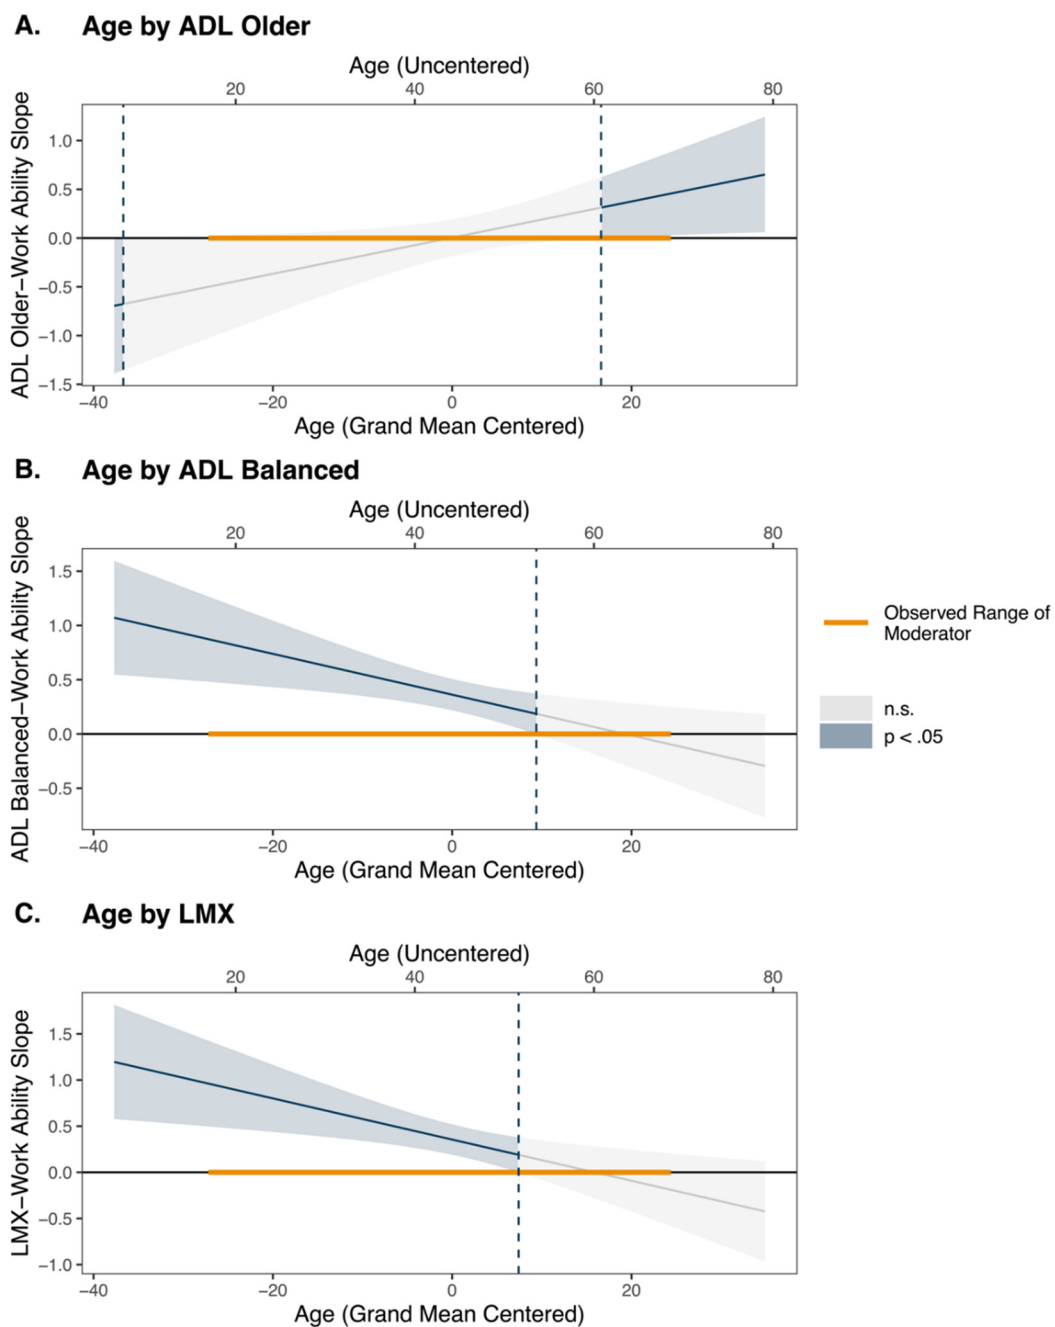 A. Age by ADL Older
Age (Uncentered)
20 40 60 80
ADL Older–Work Ability Slope
1.0
0.5
0.0
−0.5
−1.0
−1.5
−40 −20 0 20
Age (Grand Mean Centered)
B. Age by ADL Balanced
Age (Uncentered)
20 40 60 80
ADL Balanced–Work Ability Slope
1.5
1.0
0.5
0.0
−0.5
−40 −20 0 20
Age (Grand Mean Centered)
Observed Range of
Moderator
n.s.
p < .05
C. Age by LMX
Age (Uncentered)
20 40 60 80
LMX–Work Ability Slope
1.5
1.0
0.5
0.0
−0.5
−1.0
−40 −20 0 20
Age (Grand Mean Centered)